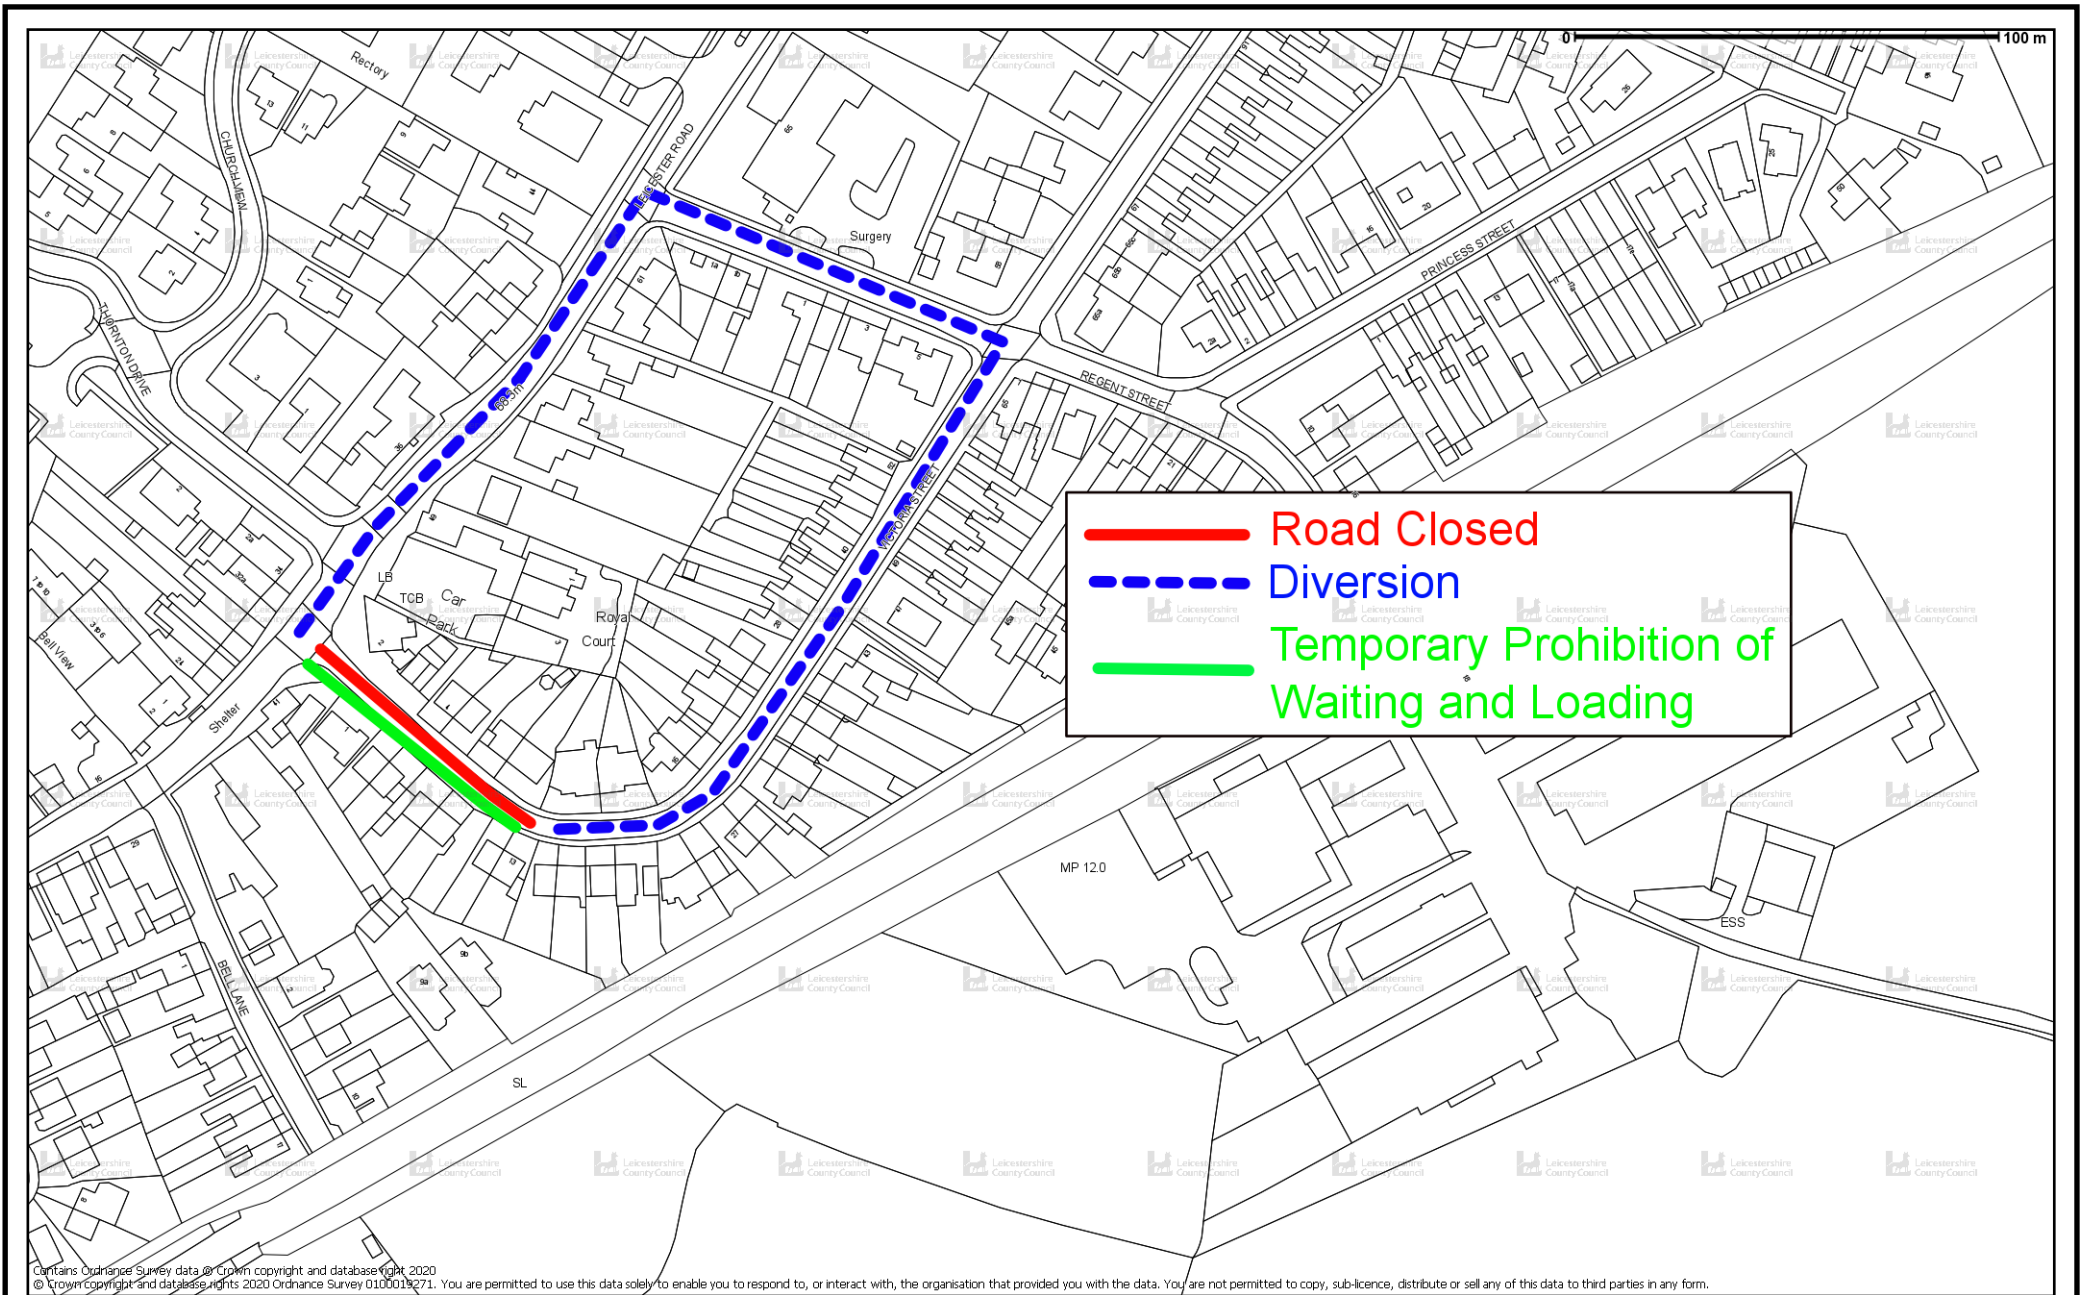 0
100 m
Rectory
CHURCH VIEW
LEICESTER ROAD
Surgery
PRINCESS STREET
THORNTON DRIVE
REGENT STREET
VICTORIA STREET
LB
TCB
Car
Park
Royal
Court
Bell View
Shelter
BELL LANE
SL
MP 12.0
ESS
Road Closed
Diversion
Temporary Prohibition of
Waiting and Loading
Leicestershire
County Council
Contains Ordnance Survey data © Crown copyright and database right 2020
© Crown copyright and database rights 2020 Ordnance Survey 0100019271. You are permitted to use this data solely to enable you to respond to, or interact with, the organisation that provided you with the data. You are not permitted to copy, sub-licence, distribute or sell any of this data to third parties in any form.